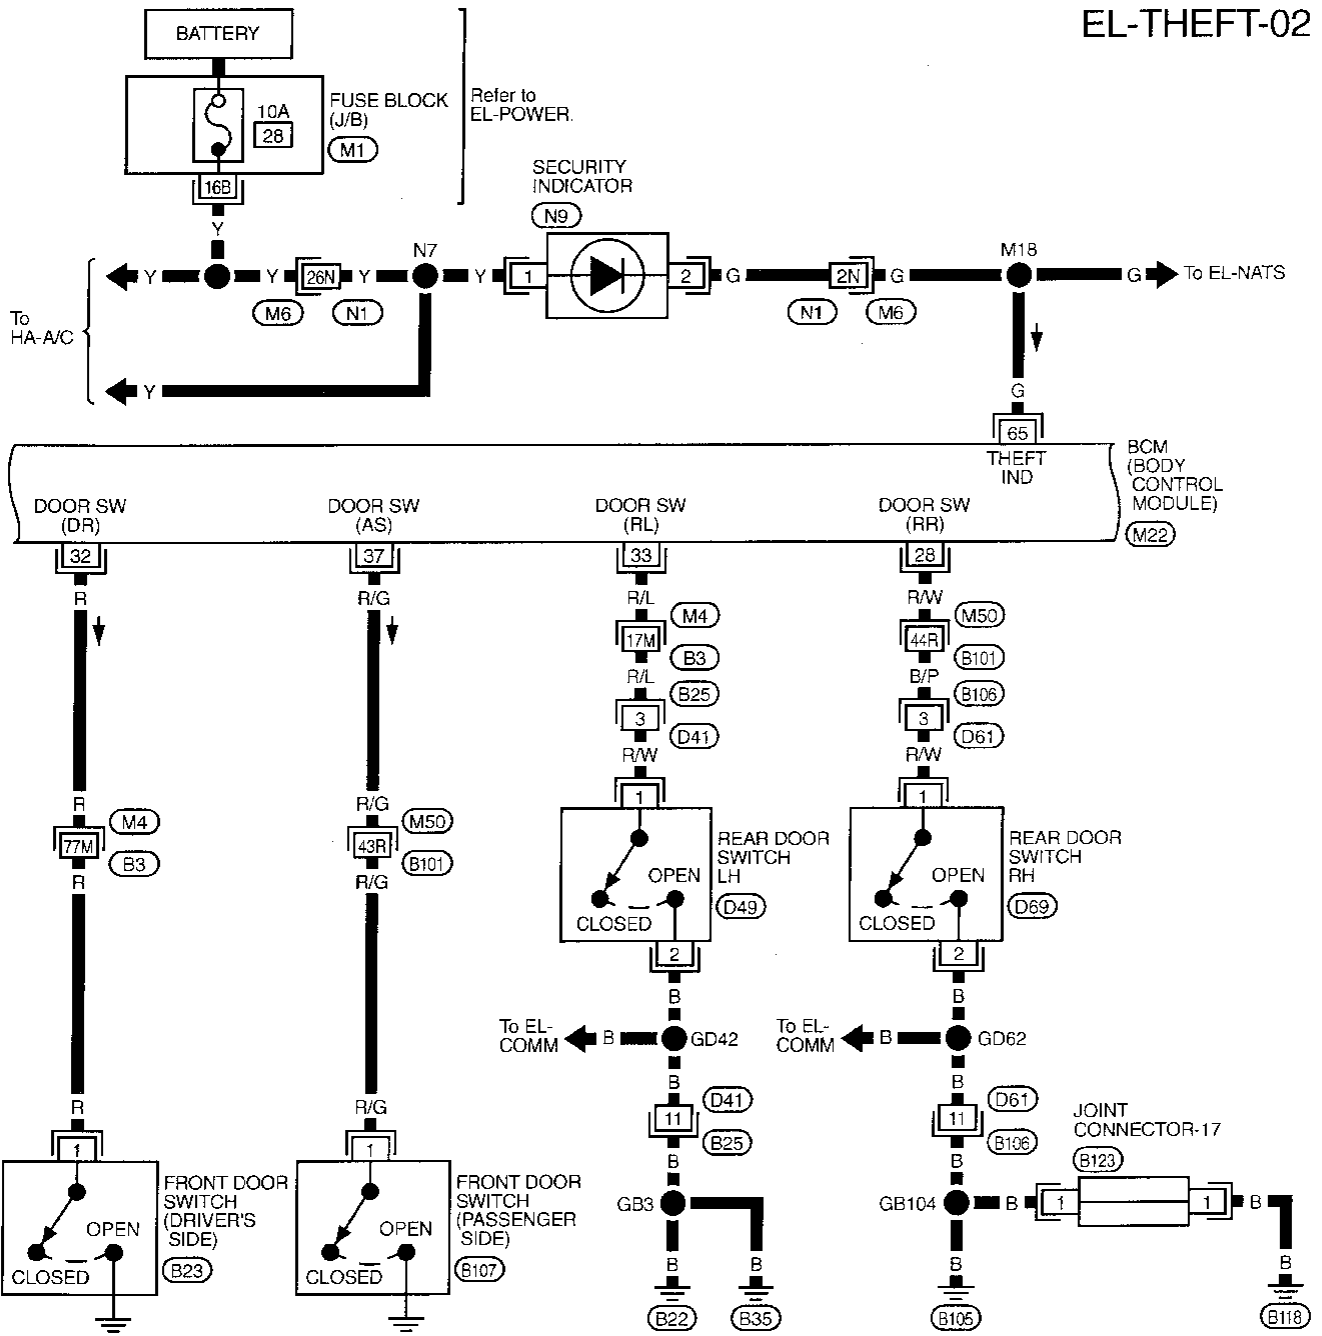 EL-THEFT-02
BATTERY
10A
28
FUSE BLOCK
(J/B)
M1
Refer to
EL-POWER.
16B
Y
SECURITY
INDICATOR
N9
Y
Y
26N
Y
N7
Y
1
2
G
2N
G
M18
G
To EL-NATS
M6
N1
N1
M6
To
HA-A/C
Y
G
65
THEFT
IND
BCM
(BODY
CONTROL
MODULE)
M22
DOOR SW
(DR)
DOOR SW
(AS)
DOOR SW
(RL)
DOOR SW
(RR)
32
37
33
28
R
R/G
R/L
R/W
M4
M50
17M
44R
B3
B101
R/L
B/P
B25
B106
3
3
D41
D61
R/W
R/W
1
1
R
R/G
M4
M50
77M
43R
B3
B101
R
R/G
REAR DOOR
SWITCH
LH
D49
OPEN
CLOSED
REAR DOOR
SWITCH
RH
D69
OPEN
CLOSED
2
2
B
B
To EL-
COMM
B
GD42
To EL-
COMM
B
GD62
B
B
D41
D61
11
11
B25
B106
B
B
R
R/G
1
1
JOINT
CONNECTOR-17
B123
GB3
GB104
B
1
1
B
FRONT DOOR
SWITCH
(DRIVER'S
SIDE)
B23
OPEN
CLOSED
FRONT DOOR
SWITCH
(PASSENGER
SIDE)
B107
OPEN
CLOSED
B
B
B
B
B22
B35
B105
B118